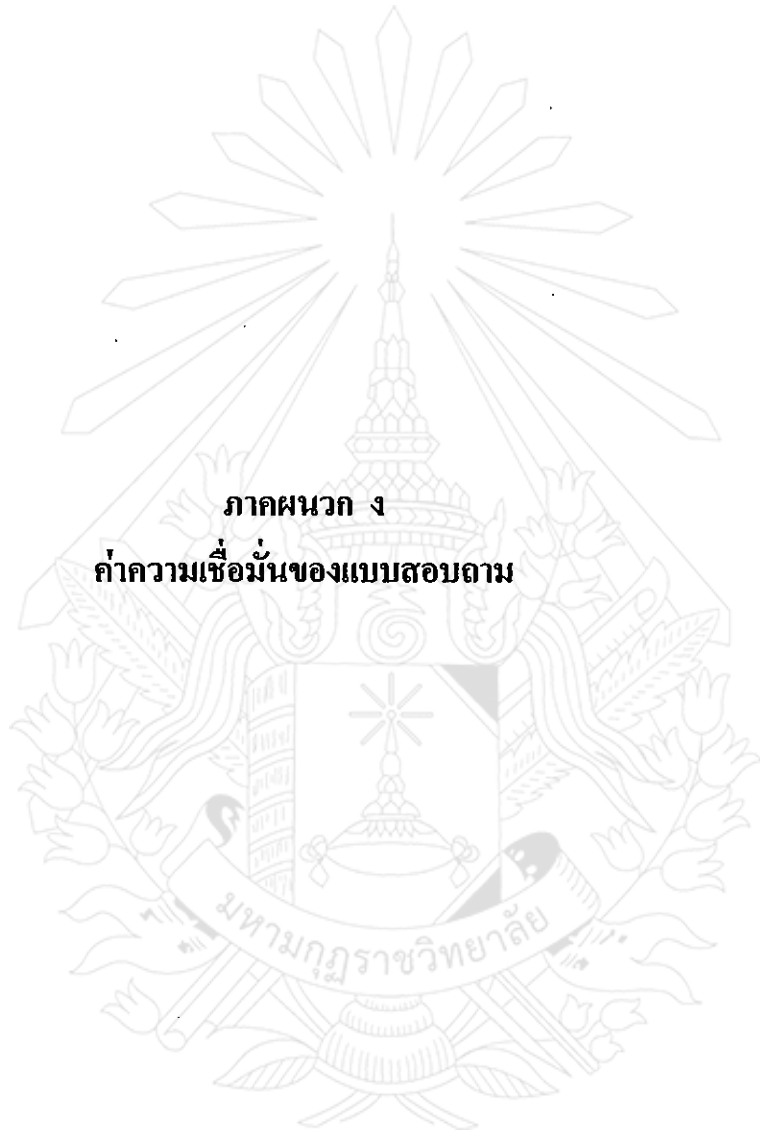 ภาคผนวก ง
ค่าความเชื่อมั่นของแบบสอบถาม
มหามกุฏราชวิทยาลัย